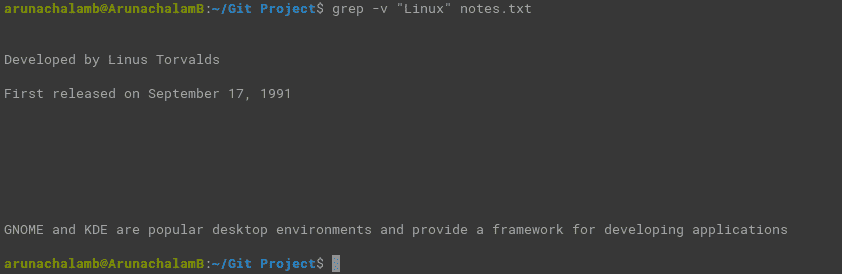 arunachalamb@ArunachalamB:~/Git Project$ grep -v "Linux" notes.txt
Developed by Linus Torvalds
First released on September 17, 1991
GNOME and KDE are popular desktop environments and provide a framework for developing applications
arunachalamb@ArunachalamB:~/Git Project$